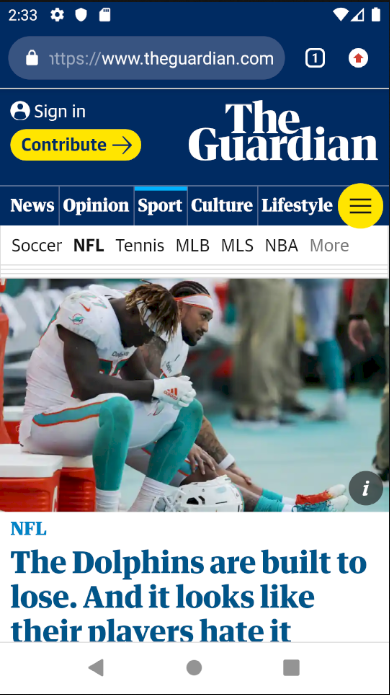 2:33
https://www.theguardian.com
1
Sign in
Contribute
The
Guardian
News Opinion Sport Culture Lifestyle
Soccer NFL Tennis MLB MLS NBA More
i
NFL
The Dolphins are built to
lose. And it looks like
their players hate it